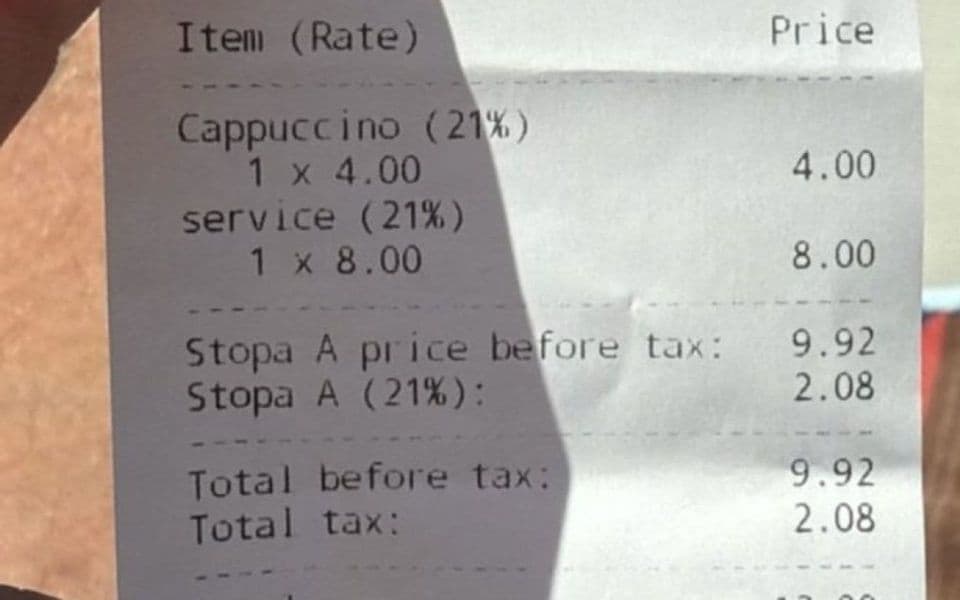 Item (Rate) Price
Cappuccino (21%)
1 x 4.00 4.00
service (21%)
1 x 8.00 8.00
Stopa A price before tax: 9.92
Stopa A (21%): 2.08
Total before tax: 9.92
Total tax: 2.08